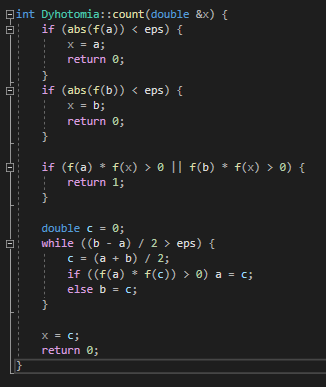 int Dyhotomia::count(double &x) {
    if (abs(f(a)) < eps) {
        x = a;
        return 0;
    }
    if (abs(f(b)) < eps) {
        x = b;
        return 0;
    }

    if (f(a) * f(x) > 0 || f(b) * f(x) > 0) {
        return 1;
    }

    double c = 0;
    while ((b - a) / 2 > eps) {
        c = (a + b) / 2;
        if ((f(a) * f(c)) > 0) a = c;
        else b = c;
    }

    x = c;
    return 0;
}